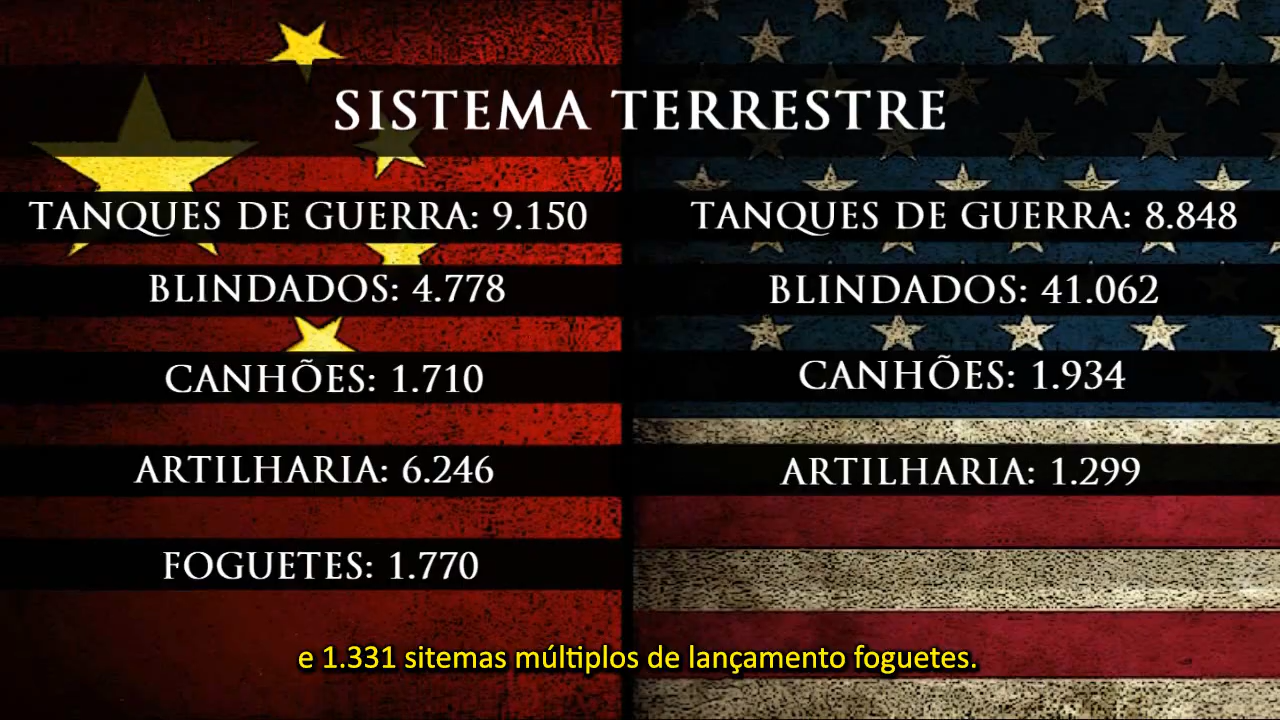 SISTEMA TERRESTRE
TANQUES DE GUERRA: 9.150
BLINDADOS: 4.778
CANHÕES: 1.710
ARTILHARIA: 6.246
FOGUETES: 1.770
TANQUES DE GUERRA: 8.848
BLINDADOS: 41.062
CANHÕES: 1.934
ARTILHARIA: 1.299
e 1.331 sitemas múltiplos de lançamento foguetes.